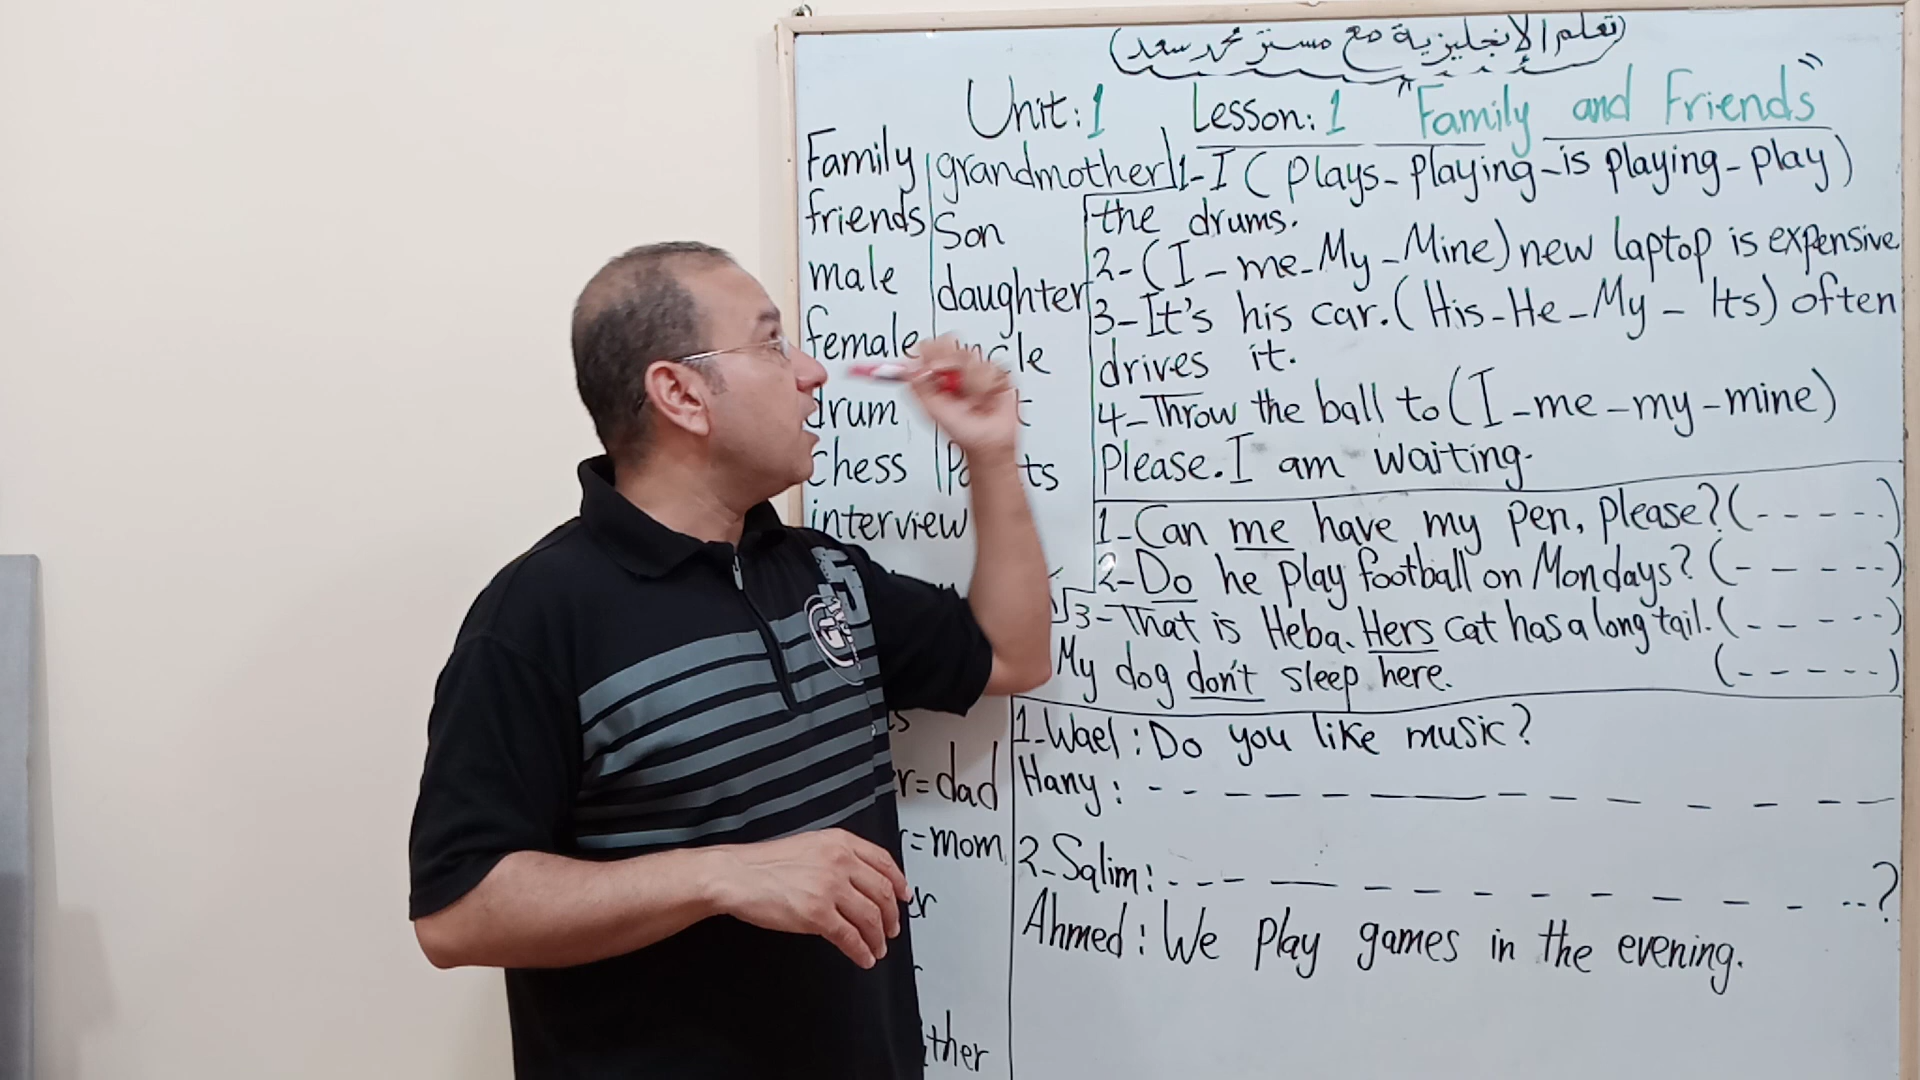 (تعلم الإنجليزية مع مستر محمد سعد)
Unit:1 Lesson:1 "Family and Friends"
Family
friends
male
female
drum
chess
interview
=dad
=mom
grandmother
Son
daughter
1-I (plays-playing-is playing-play)
the drums.
2-(I-me-My-Mine) new laptop is expensive
3-It's his car.(His-He-My-Its) often
drives it.
4-Throw the ball to (I-me-my-mine)
Please.I am waiting.
1-Can me have my pen, please?(-----)
2-Do he play football on Mondays? (-----)
3-That is Heba. Hers cat has a long tail.(-----)
My dog don't sleep here. (-----)
1-Wael: Do you like music?
Hany: - - - - - - - - - - - - -
2-Salim: - - - - - - - - - - - - - ?
Ahmed: We play games in the evening.